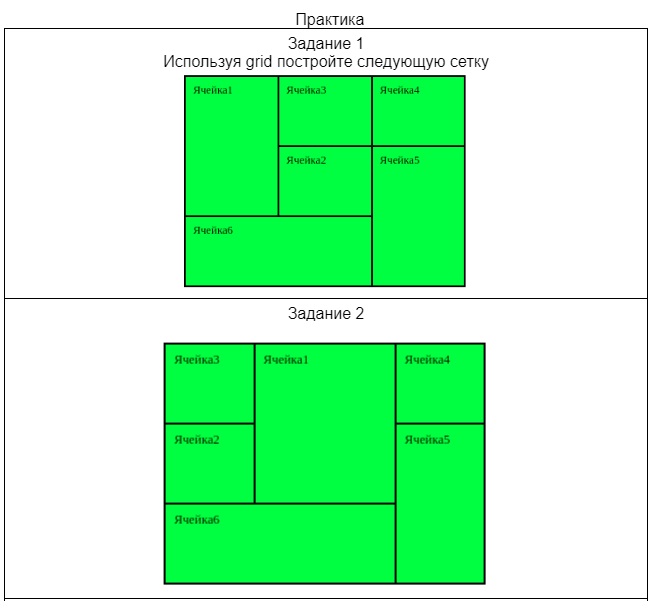 Практика
Задание 1
Используя grid постройте следующую сетку
Ячейка1
Ячейка3
Ячейка4
Ячейка2
Ячейка5
Ячейка6
Задание 2
Ячейка3
Ячейка1
Ячейка4
Ячейка2
Ячейка5
Ячейка6